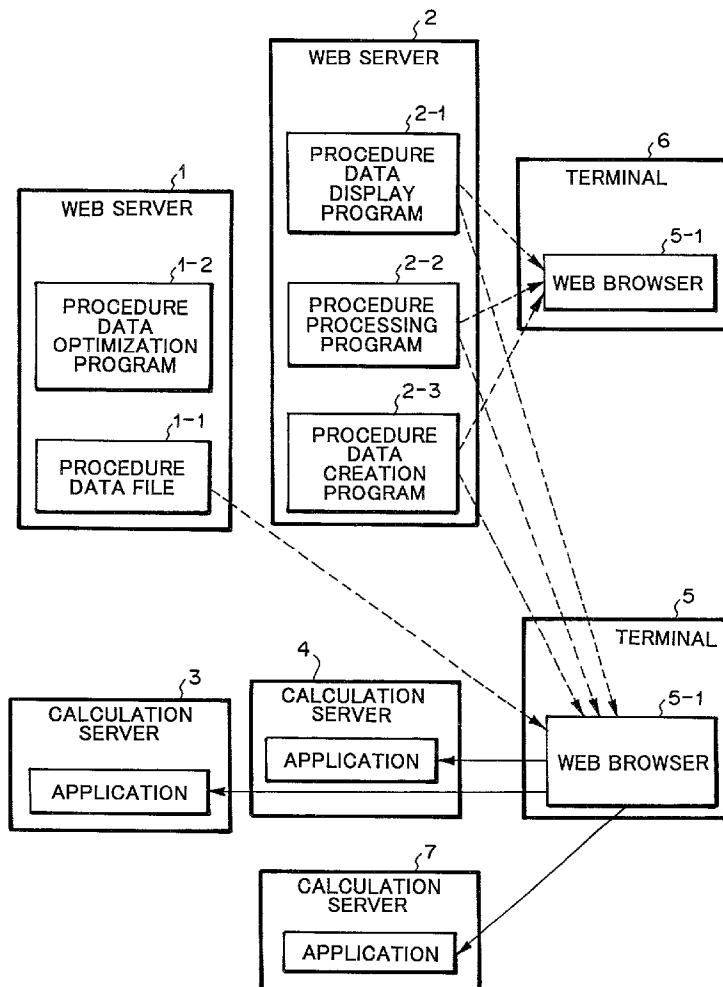 2
WEB SERVER
2-1
PROCEDURE
DATA
DISPLAY
PROGRAM
2-2
PROCEDURE
PROCESSING
PROGRAM
2-3
PROCEDURE
DATA
CREATION
PROGRAM
1
WEB SERVER
1-2
PROCEDURE
DATA
OPTIMIZATION
PROGRAM
1-1
PROCEDURE
DATA FILE
6
TERMINAL
5-1
WEB BROWSER
5
TERMINAL
5-1
WEB BROWSER
4
CALCULATION
SERVER
APPLICATION
3
CALCULATION
SERVER
APPLICATION
7
CALCULATION
SERVER
APPLICATION